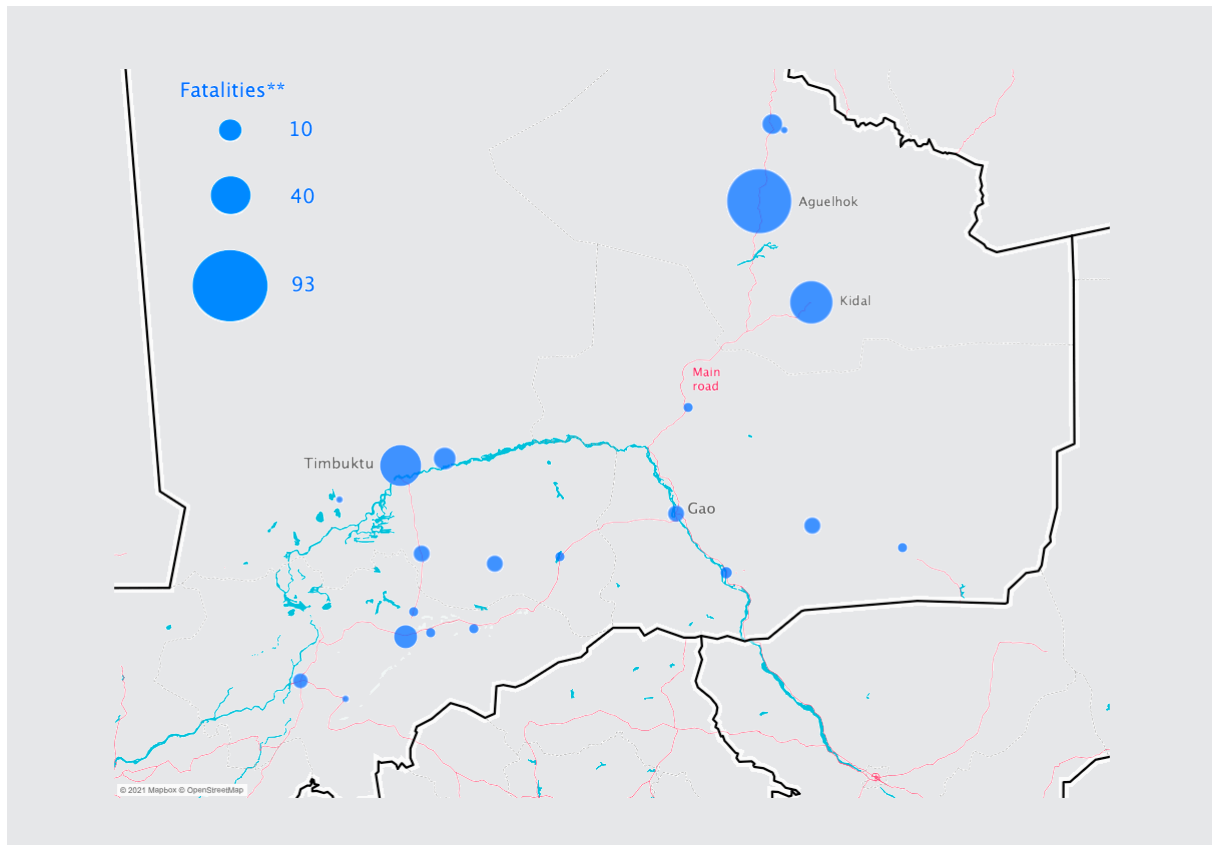 Fatalities**
10
40
93
Aguelhok
Kidal
Main
road
Timbuktu
Gao
© 2021 Mapbox © OpenStreetMap